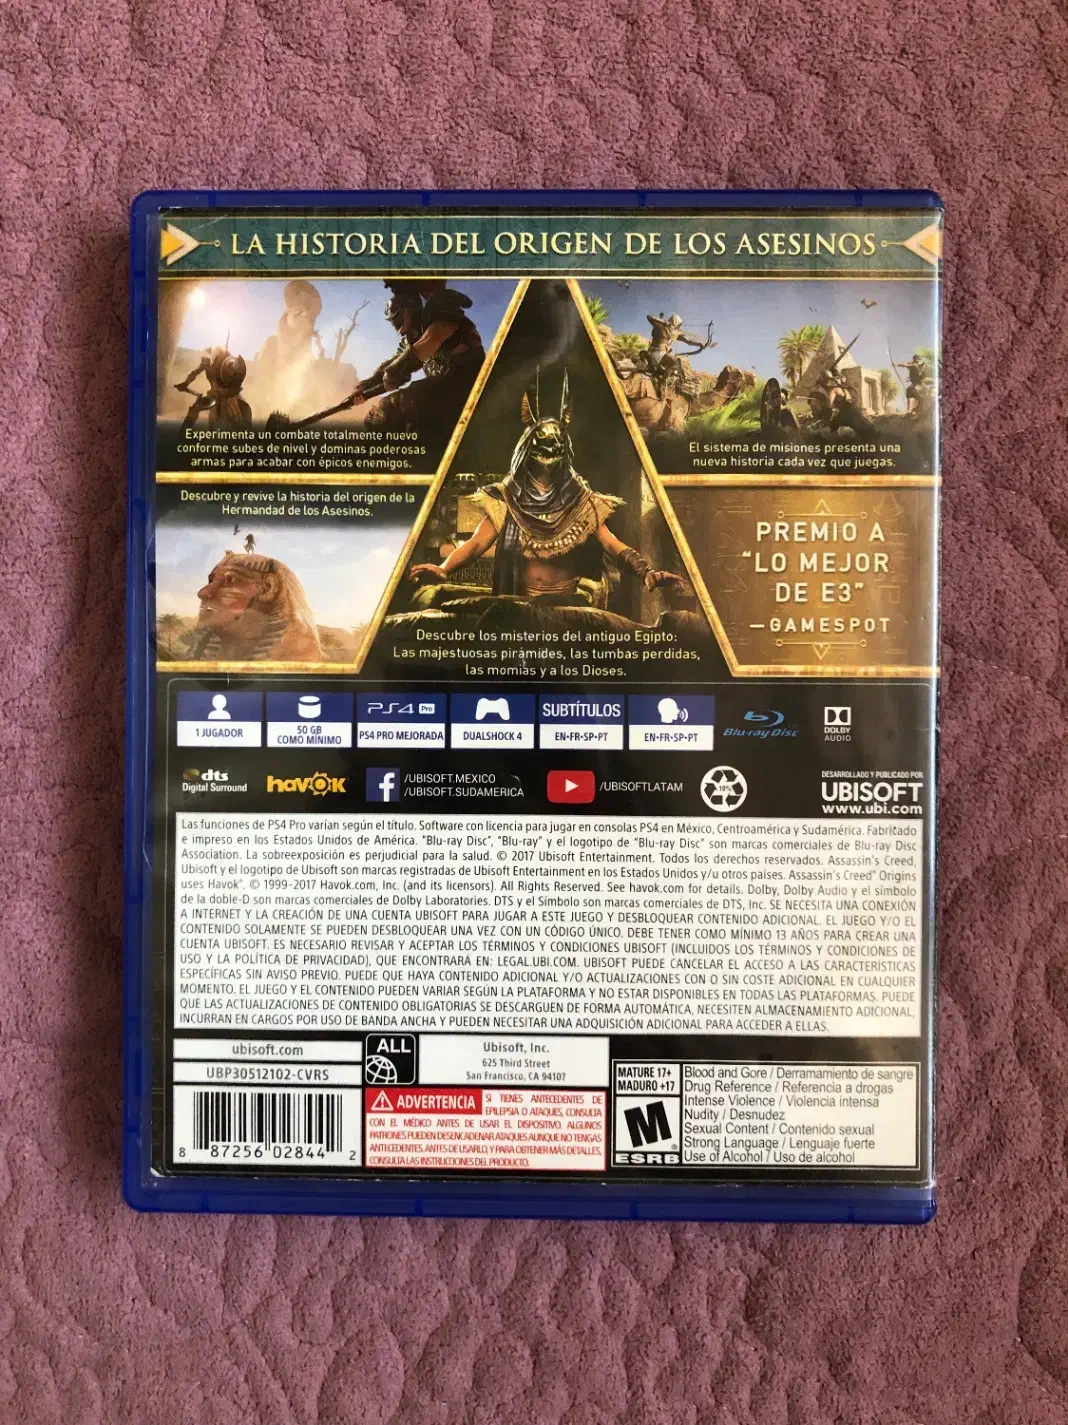 LA HISTORIA DEL ORIGEN DE LOS ASESINOS
Experimenta un combate totalmente nuevo
conforme subes de nivel y dominas poderosas
armas para acabar con épicos enemigos.
El sistema de misiones presenta una
nueva historia cada vez que juegas.
Descubre y revive la historia del origen de la
Hermandad de los Asesinos.
PREMIO A
“LO MEJOR
DE E3”
—GAMESPOT
Descubre los misterios del antiguo Egipto:
Las majestuosas pirámides, las tumbas perdidas,
las momias y a los Dioses.
1 JUGADOR
50 GB
COMO MÍNIMO
PS4 Pro
PS4 PRO MEJORADA
DUALSHOCK 4
SUBTÍTULOS
EN•FR•SP•PT
EN•FR•SP•PT
Blu-ray Disc
DOLBY
AUDIO
dts
Digital Surround
havok
/UBISOFT.MEXICO
/UBISOFT.SUDAMERICA
/UBISOFTLATAM
10%
DESARROLLADO Y PUBLICADO POR
UBISOFT
www.ubi.com
Las funciones de PS4 Pro varían según el título. Software con licencia para jugar en consolas PS4 en México, Centroamérica y Sudamérica. Fabricado
e impreso en los Estados Unidos de América. "Blu-ray Disc", "Blu-ray" y el logotipo de "Blu-ray Disc" son marcas comerciales de Blu-ray Disc
Association. La sobreexposición es perjudicial para la salud. © 2017 Ubisoft Entertainment. Todos los derechos reservados. Assassin's Creed,
Ubisoft y el logotipo de Ubisoft son marcas registradas de Ubisoft Entertainment en los Estados Unidos y/u otros países. Assassin's Creed® Origins
uses Havok®. © 1999-2017 Havok.com, Inc. (and its licensors). All Rights Reserved. See havok.com for details. Dolby, Dolby Audio y el símbolo
de la doble-D son marcas comerciales de Dolby Laboratories. DTS y el Símbolo son marcas comerciales de DTS, Inc. SE NECESITA UNA CONEXIÓN
A INTERNET Y LA CREACIÓN DE UNA CUENTA UBISOFT PARA JUGAR A ESTE JUEGO Y DESBLOQUEAR CONTENIDO ADICIONAL. EL JUEGO Y/O EL
CONTENIDO SOLAMENTE SE PUEDEN DESBLOQUEAR UNA VEZ CON UN CÓDIGO ÚNICO. DEBE TENER COMO MÍNIMO 13 AÑOS PARA CREAR UNA
CUENTA UBISOFT. ES NECESARIO REVISAR Y ACEPTAR LOS TÉRMINOS Y CONDICIONES UBISOFT (INCLUIDOS LOS TÉRMINOS Y CONDICIONES DE
USO Y LA POLÍTICA DE PRIVACIDAD), QUE ENCONTRARÁ EN: LEGAL.UBI.COM. UBISOFT PUEDE CANCELAR EL ACCESO A LAS CARACTERÍSTICAS
ESPECÍFICAS SIN AVISO PREVIO. PUEDE QUE HAYA CONTENIDO ADICIONAL Y/O ACTUALIZACIONES CON O SIN COSTE ADICIONAL EN CUALQUIER
MOMENTO. EL JUEGO Y EL CONTENIDO PUEDEN VARIAR SEGÚN LA PLATAFORMA Y NO ESTAR DISPONIBLES EN TODAS LAS PLATAFORMAS. PUEDE
QUE LAS ACTUALIZACIONES DE CONTENIDO OBLIGATORIAS SE DESCARGUEN DE FORMA AUTOMÁTICA, NECESITEN ALMACENAMIENTO ADICIONAL,
INCURRAN EN CARGOS POR USO DE BANDA ANCHA Y PUEDEN NECESITAR UNA ADQUISICIÓN ADICIONAL PARA ACCEDER A ELLAS.
ubisoft.com
UBP30512102-CVRS
8 87256 02844 2
ALL
Ubisoft, Inc.
625 Third Street
San Francisco, CA 94107
ADVERTENCIA SI TIENES ANTECEDENTES DE
EPILEPSIA O ATAQUES, CONSULTA
CON EL MÉDICO ANTES DE USAR EL DISPOSITIVO. ALGUNOS
PATRONES PUEDEN DESENCADENAR ATAQUES AUNQUE NO TENGAS
ANTECEDENTES. ANTES DE USARLO, Y PARA OBTENER MÁS DETALLES,
CONSULTA LAS INSTRUCCIONES DEL PRODUCTO.
MATURE 17+
MADURO +17
M
ESRB
Blood and Gore / Derramamiento de sangre
Drug Reference / Referencia a drogas
Intense Violence / Violencia intensa
Nudity / Desnudez
Sexual Content / Contenido sexual
Strong Language / Lenguaje fuerte
Use of Alcohol / Uso de alcohol